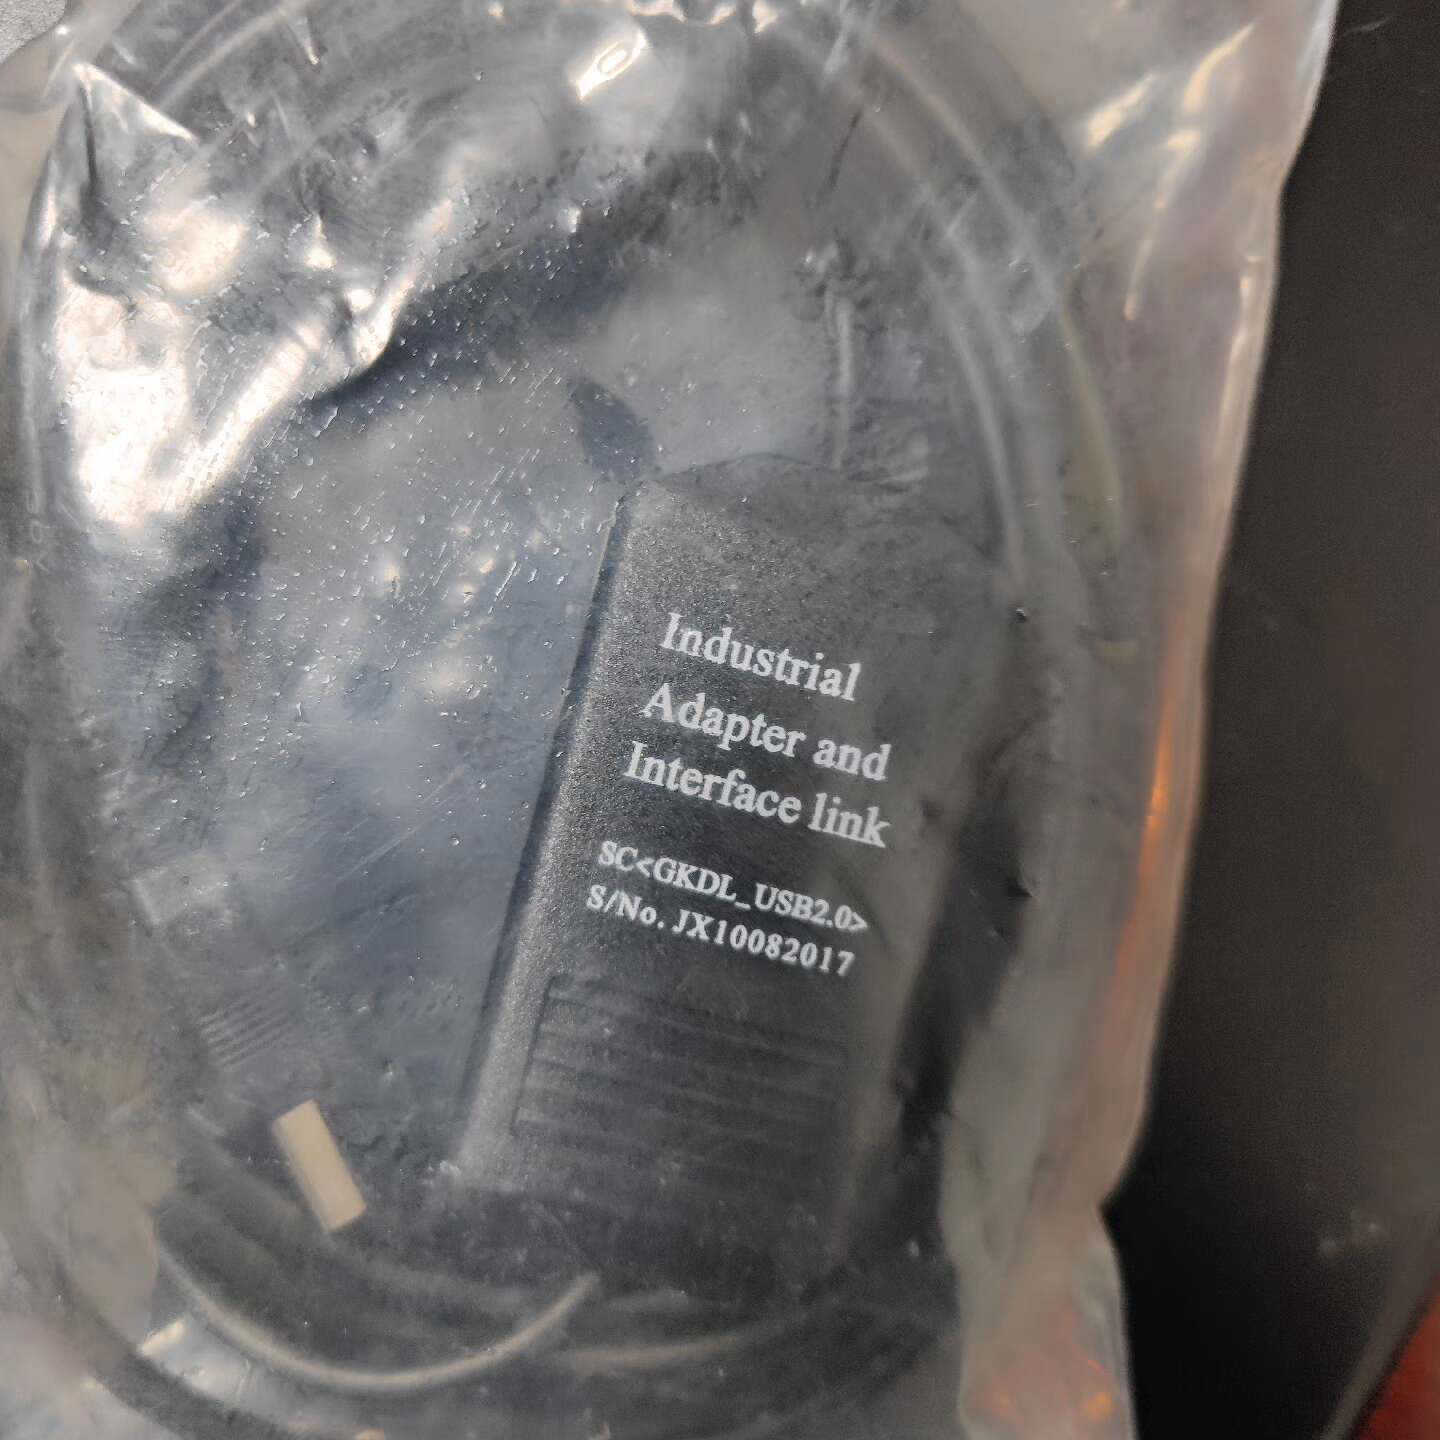 Industrial
Adapter and
Interface link
SC<GKDL_USB2.0>
S/No. JX10082017